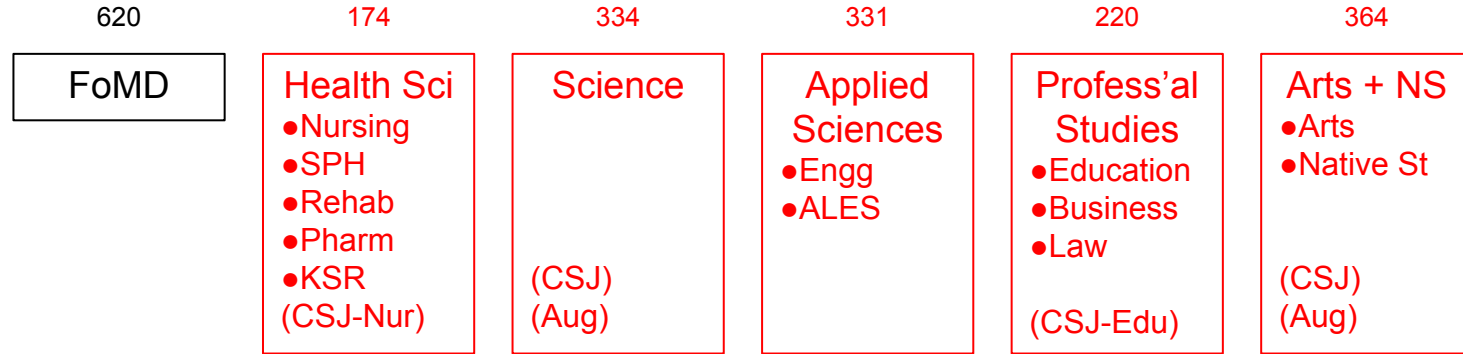 620
FoMD
174
Health Sci
●Nursing
●SPH
●Rehab
●Pharm
●KSR
(CSJ-Nur)
334
Science
(CSJ)
(Aug)
331
Applied
Sciences
●Engg
●ALES
220
Profess’al
Studies
●Education
●Business
●Law
(CSJ-Edu)
364
Arts + NS
●Arts
●Native St
(CSJ)
(Aug)